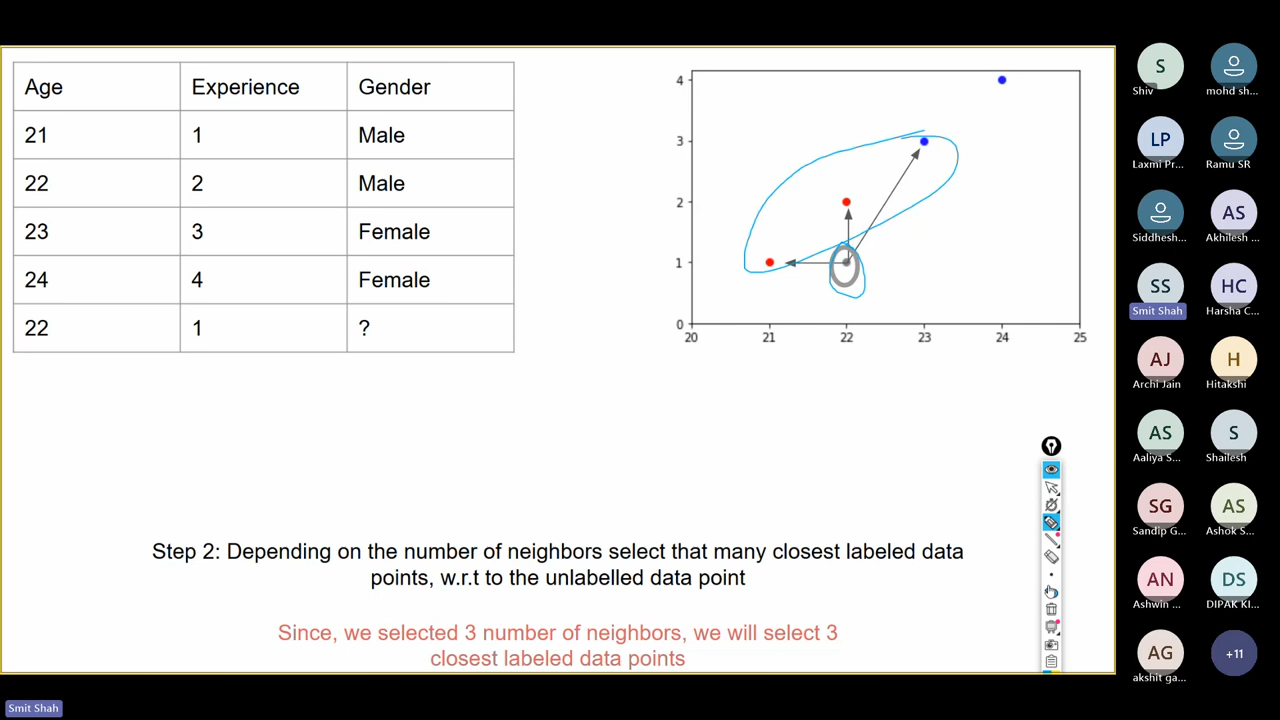 Age Experience Gender
21 1 Male
22 2 Male
23 3 Female
24 4 Female
22 1 ?
4
3
2
1
0
20 21 22 23 24 25
Step 2: Depending on the number of neighbors select that many closest labeled data
points, w.r.t to the unlabelled data point
Since, we selected 3 number of neighbors, we will select 3
closest labeled data points
S
Shiv mohd sh...
LP
Laxmi Pr... Ramu SR
AS
Siddhesh... Akhilesh ...
SS HC
Smit Shah Harsha C...
AJ H
Archi Jain Hitakshi
AS S
Aaliya S... Shailesh
SG AS
Sandip G... Ashok S...
AN DS
Ashwin ... DIPAK KI...
AG +11
akshit ga...
Smit Shah